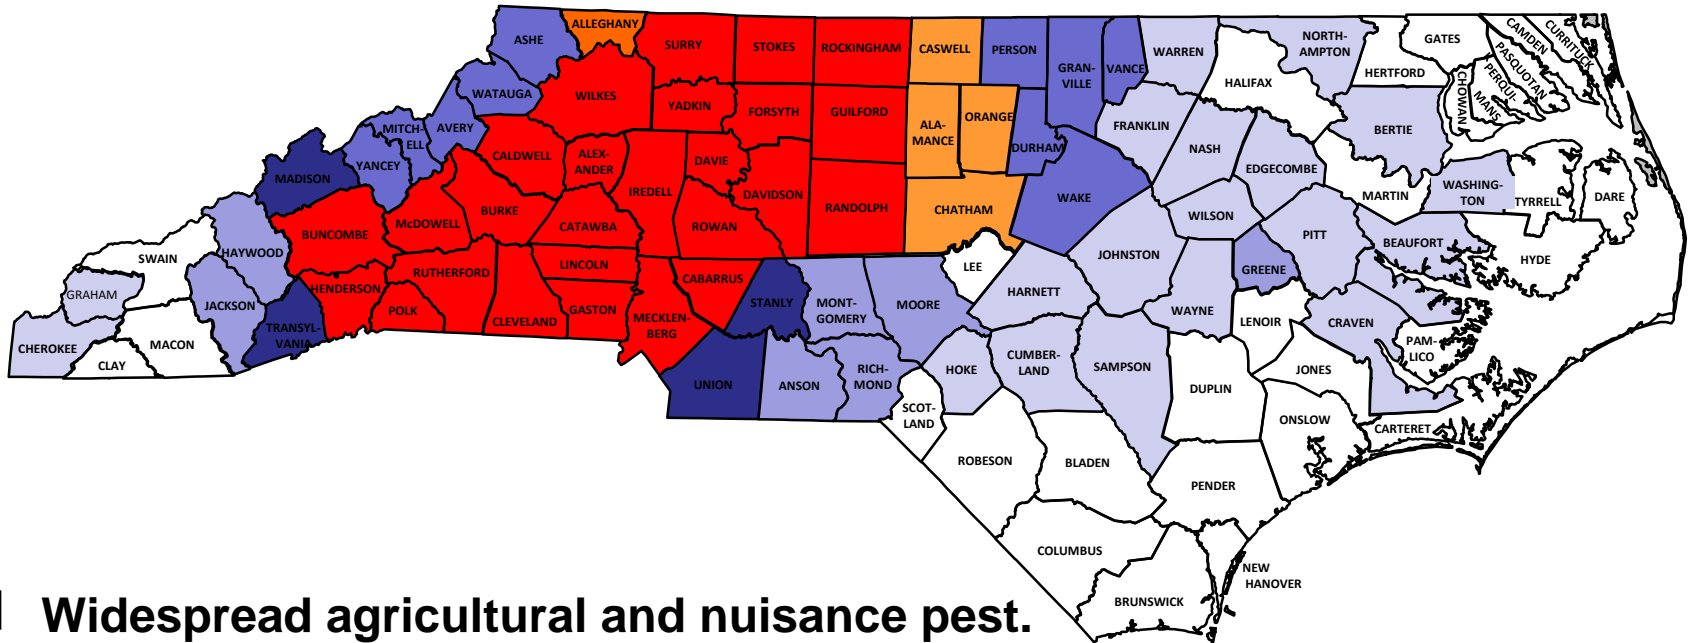 ASHE
ALLEGHANY
SURRY
STOKES
ROCKINGHAM
CASWELL
PERSON
GRAN-
VILLE
VANCE
WARREN
NORTH-
AMPTON
GATES
CAMDEN
CURRITUCK
PASQUOTAN
PERQUI-
MANS
CHOWAN
HERTFORD
HALIFAX
WATAUGA
WILKES
YADKIN
FORSYTH
GUILFORD
ALA-
MANCE
ORANGE
DURHAM
FRANKLIN
NASH
EDGECOMBE
BERTIE
MITCH-
ELL
AVERY
CALDWELL
ALEX-
ANDER
DAVIE
IREDELL
DAVIDSON
RANDOLPH
CHATHAM
WAKE
WILSON
MARTIN
WASHING-
TON
TYRRELL
DARE
MADISON
YANCEY
McDOWELL
BURKE
CATAWBA
ROWAN
BUNCOMBE
HAYWOOD
SWAIN
GRAHAM
JACKSON
HENDERSON
RUTHERFORD
LINCOLN
CABARRUS
LEE
JOHNSTON
GREENE
PITT
BEAUFORT
HYDE
CHEROKEE
CLAY
MACON
TRANSYL-
VANIA
POLK
CLEVELAND
GASTON
MECKLEN-
BERG
STANLY
MONT-
GOMERY
MOORE
HARNETT
WAYNE
LENOIR
CRAVEN
PAM-
LICO
UNION
ANSON
RICH-
MOND
HOKE
CUMBER-
LAND
SAMPSON
DUPLIN
JONES
SCOT-
LAND
ONSLOW
CARTERET
ROBESON
BLADEN
PENDER
COLUMBUS
BRUNSWICK
NEW
HANOVER
Widespread agricultural and nuisance pest.